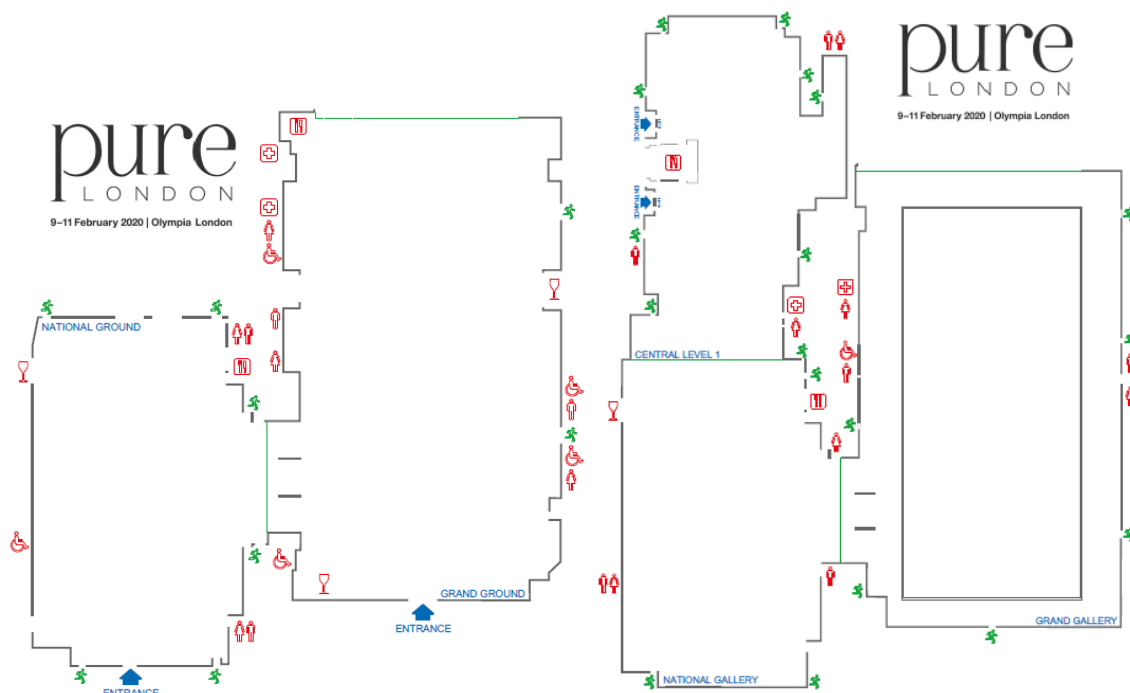 pure
LONDON
9–11 February 2020 | Olympia London
NATIONAL GROUND
GRAND GROUND
ENTRANCE
ENTRANCE
pure
LONDON
9–11 February 2020 | Olympia London
ENTRANCE
ENTRANCE
CENTRAL LEVEL 1
NATIONAL GALLERY
GRAND GALLERY